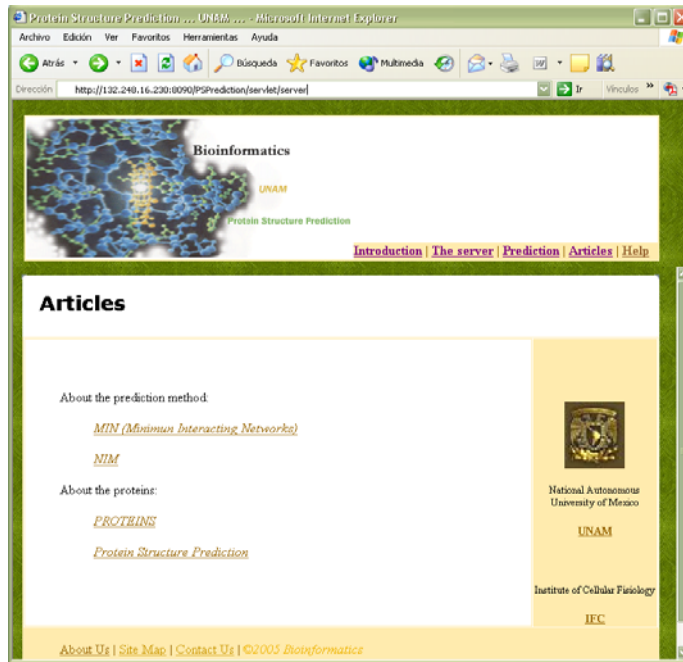 Protein Structure Prediction ... UNAM ... - Microsoft Internet Explorer
Archivo Edición Ver Favoritos Herramientas Ayuda
Atrás Búsqueda Favoritos Multimedia
Dirección http://132.248.16.230:8090/PSPrediction/servlet/server Ir Vínculos »
Bioinformatics
UNAM
Protein Structure Prediction
Introduction | The server | Prediction | Articles | Help
Articles
About the prediction method:
MIN (Minimun Interacting Networks)
NIM
About the proteins:
PROTEINS
Protein Structure Prediction
National Autonomous
University of Mexico
UNAM
Institute of Cellular Fisiology
IFC
About Us | Site Map | Contact Us | ©2005 Bioinformatics